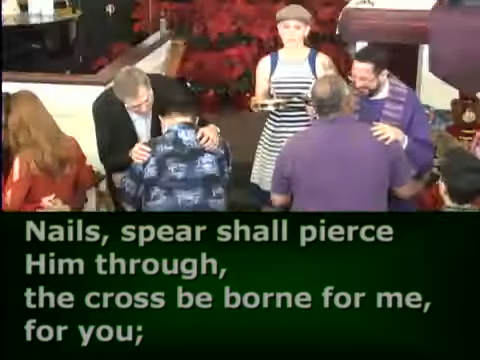 Nails, spear shall pierce
Him through,
the cross be borne for me,
for you;